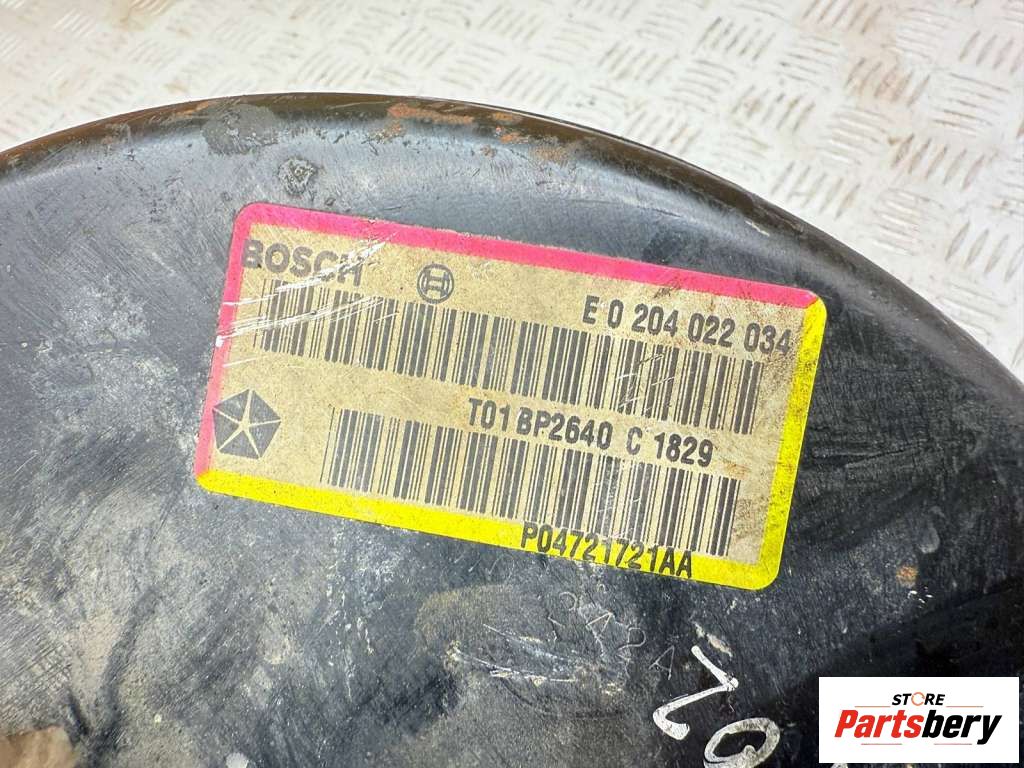 BOSCH
E 0 204 022 034
T01 BP2640 C 1829
P04721721AA
STORE
Partsbery